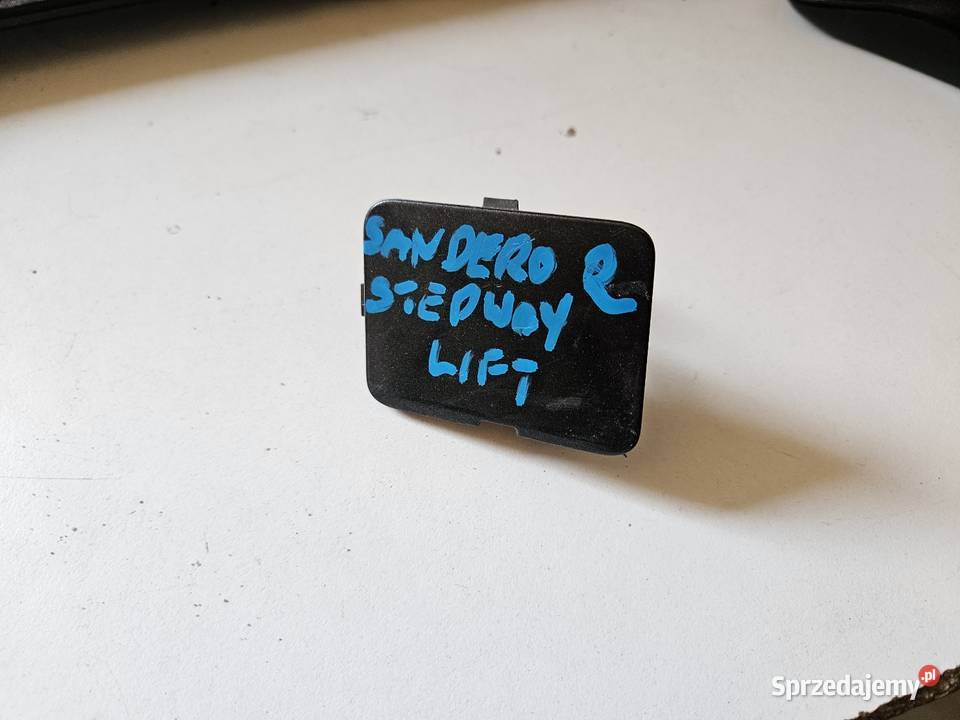 SANDERO 2
STEPWAY
LIFT
Sprzedajemy.pl